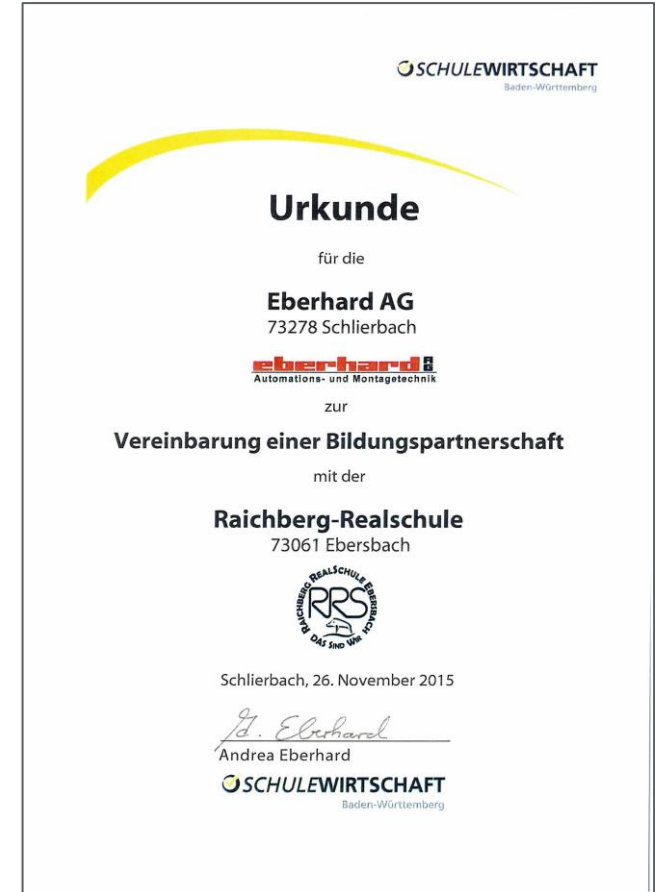 SCHULEWIRTSCHAFT
Baden-Württemberg
Urkunde
für die
Eberhard AG
73278 Schlierbach
eberhard AG
Automations- und Montagetechnik
zur
Vereinbarung einer Bildungspartnerschaft
mit der
Raichberg-Realschule
73061 Ebersbach
RAICHBERG REALSCHULE EBERSBACH
RRS
DAS SIND WIR
Schlierbach, 26. November 2015
A. Eberhard
Andrea Eberhard
SCHULEWIRTSCHAFT
Baden-Württemberg